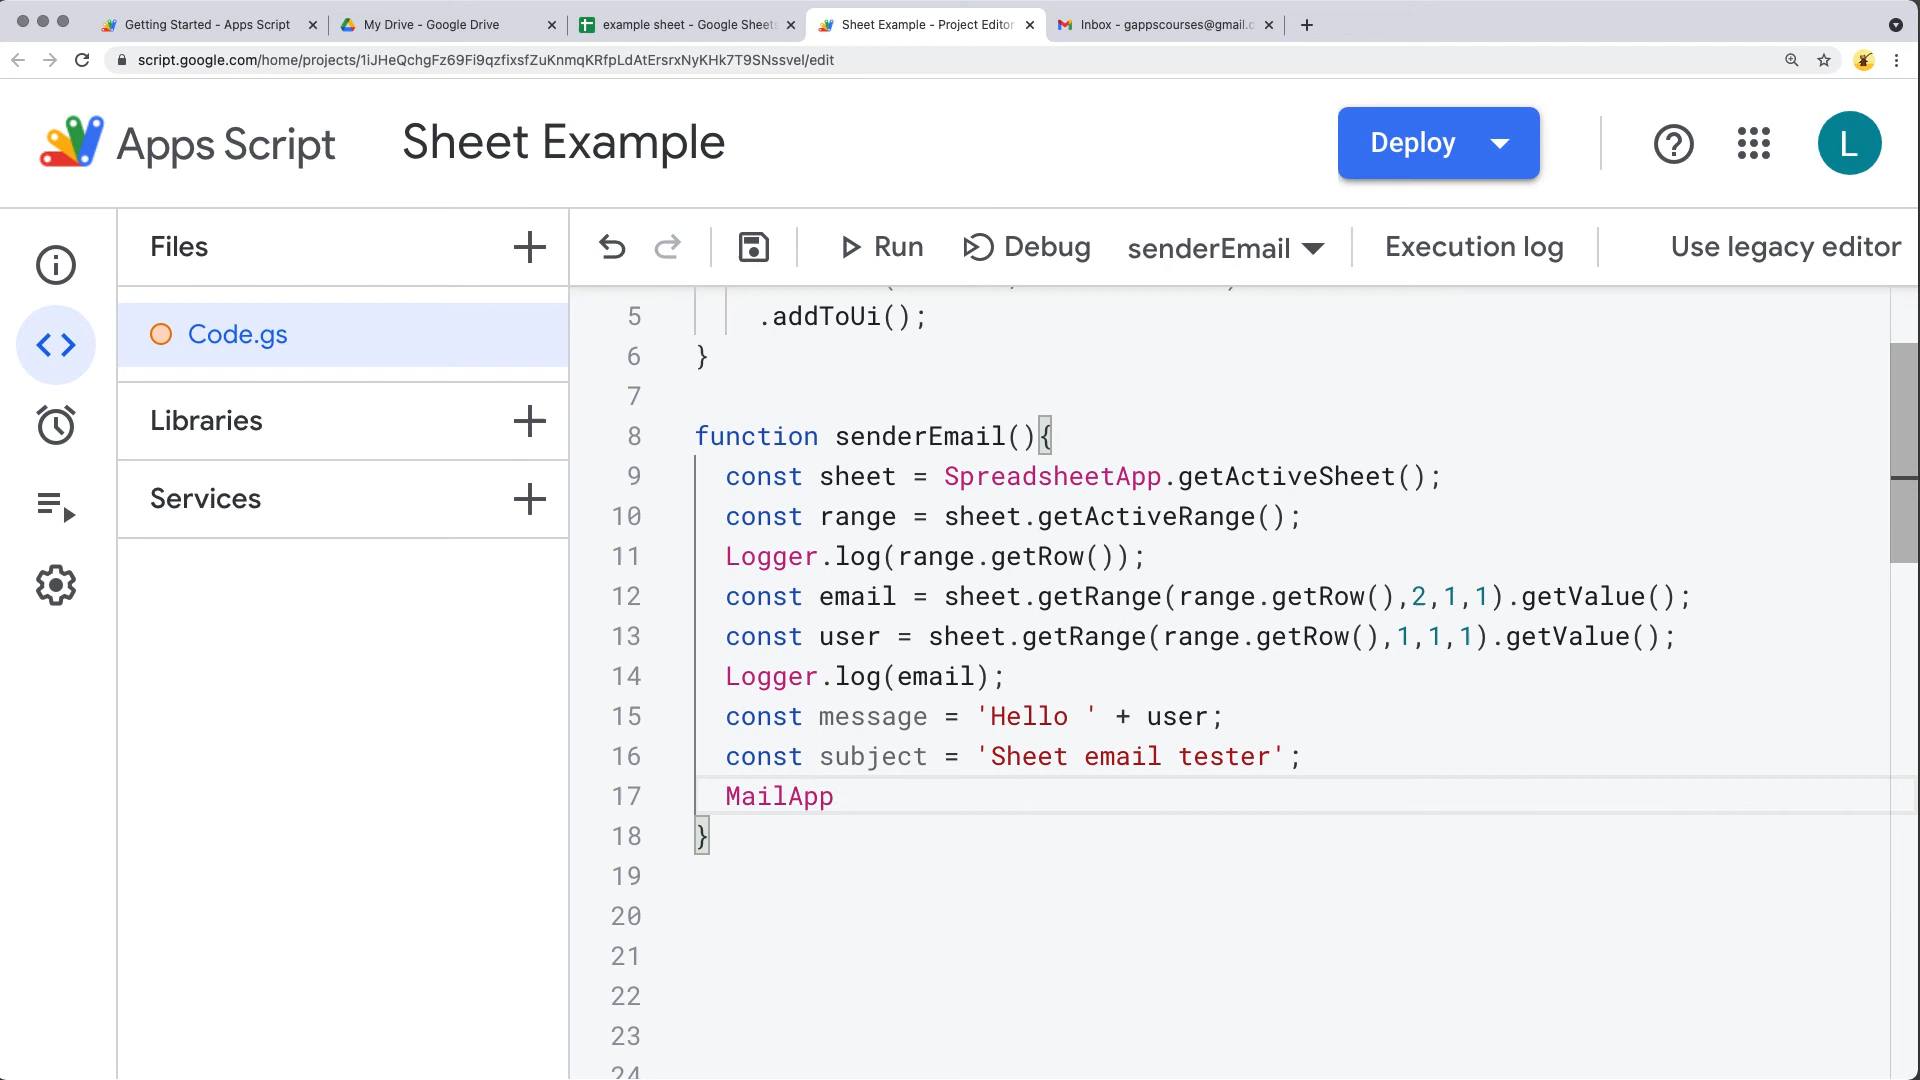 Getting Started - Apps Script
My Drive - Google Drive
example sheet - Google Sheets
Sheet Example - Project Editor
Inbox - gappscourses@gmail.c
script.google.com/home/projects/1iJHeQchgFz69Fi9qzfixsfZuKnmqKRfpLdAtErsrxNyKHk7T9SNssvel/edit
Apps Script
Sheet Example
Deploy
L
Files
Run
Debug
senderEmail
Execution log
Use legacy editor
Code.gs
Libraries
Services
5 .addToUi();
6 }
7
8 function senderEmail(){
9 const sheet = SpreadsheetApp.getActiveSheet();
10 const range = sheet.getActiveRange();
11 Logger.log(range.getRow());
12 const email = sheet.getRange(range.getRow(),2,1,1).getValue();
13 const user = sheet.getRange(range.getRow(),1,1,1).getValue();
14 Logger.log(email);
15 const message = 'Hello ' + user;
16 const subject = 'Sheet email tester';
17 MailApp
18 }
19
20
21
22
23
24